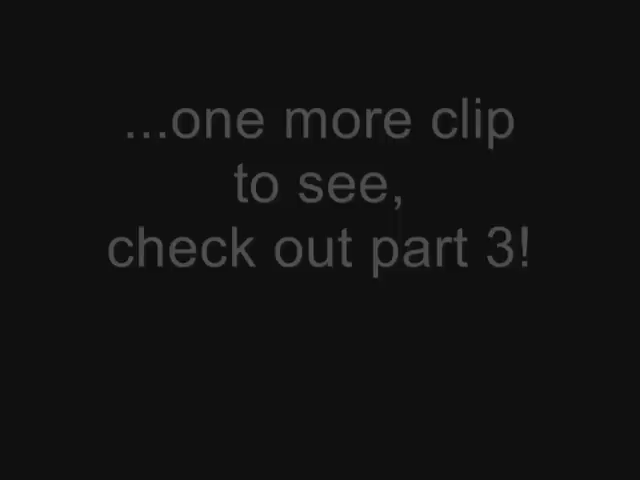 ...one more clip
to see,
check out part 3!